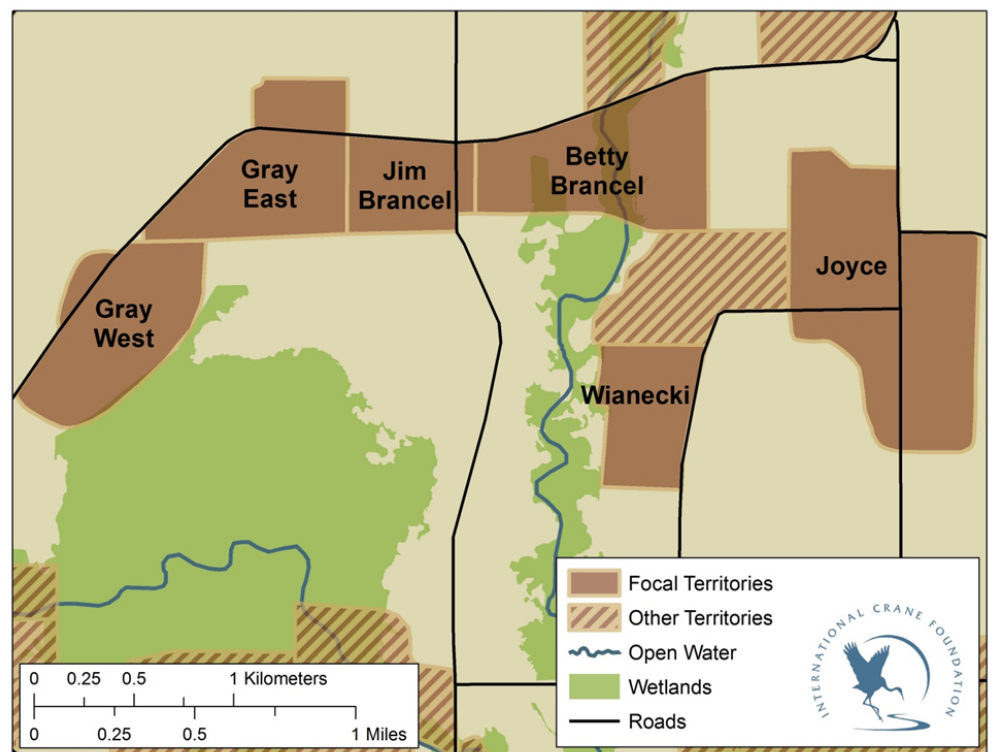 Gray
East
Jim
Brancel
Betty
Brancel
Joyce
Gray
West
Wianecki
Focal Territories
Other Territories
Open Water
Wetlands
Roads
INTERNATIONAL CRANE FOUNDATION
0 0.25 0.5 1 Kilometers
0 0.25 0.5 1 Miles